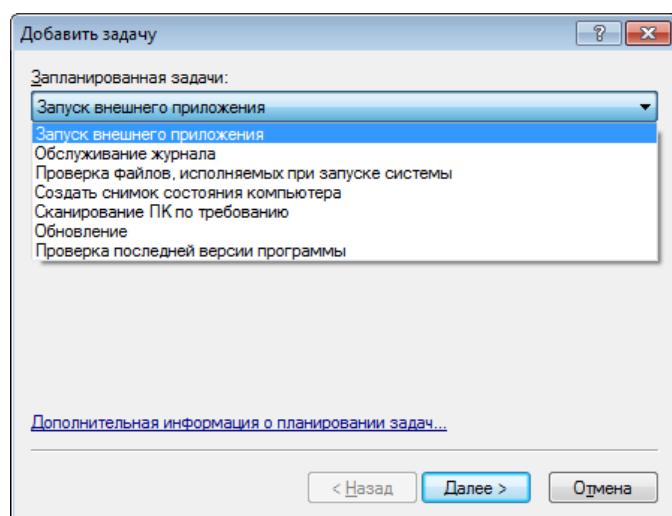 Добавить задачу
Запланированная задачи:
Запуск внешнего приложения
Запуск внешнего приложения
Обслуживание журнала
Проверка файлов, исполняемых при запуске системы
Создать снимок состояния компьютера
Сканирование ПК по требованию
Обновление
Проверка последней версии программы
Дополнительная информация о планировании задач...
< Назад Далее > Отмена